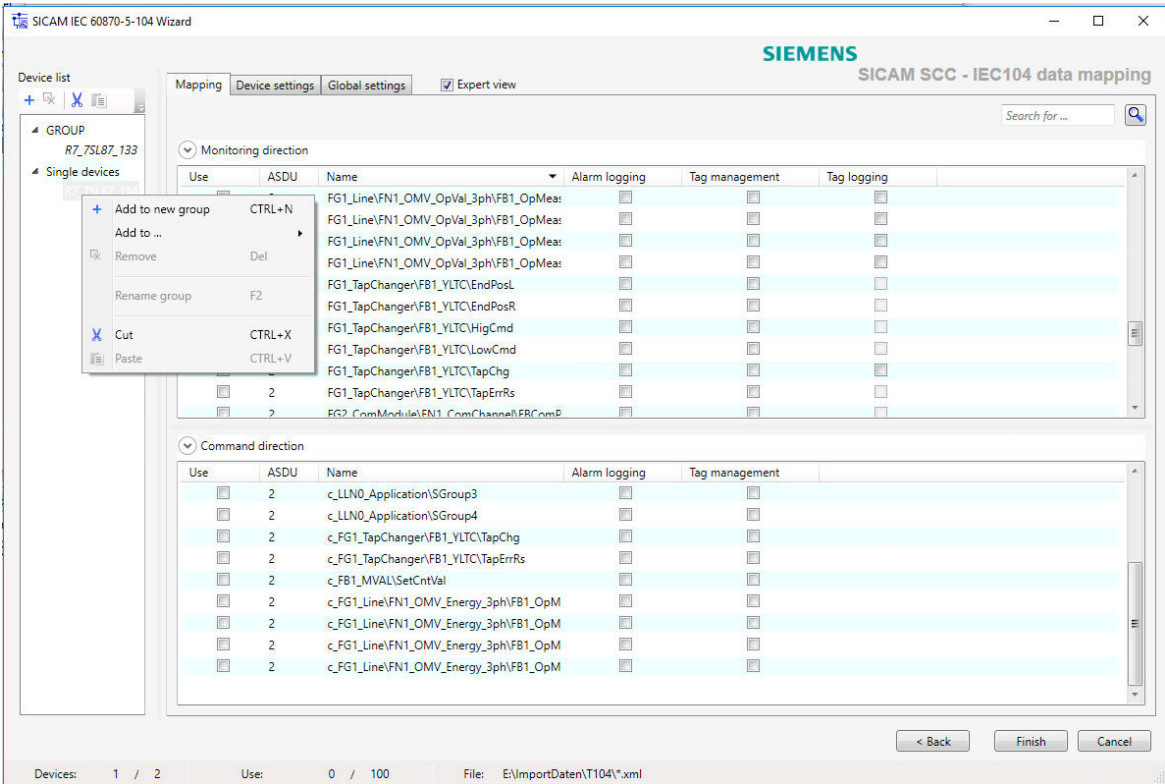 SICAM IEC 60870-5-104 Wizard
SIEMENS
SICAM SCC - IEC104 data mapping
Device list
Mapping Device settings Global settings Expert view
Search for ...
GROUP
R7_7SL87_133
Single devices
R7_7SL87_134
Add to new group CTRL+N
Add to ...
Remove Del
Rename group F2
Cut CTRL+X
Paste CTRL+V
Monitoring direction
Use ASDU Name Alarm logging Tag management Tag logging
FG1_Line\FN1_OMV_OpVal_3ph\FB1_OpMeas
FG1_Line\FN1_OMV_OpVal_3ph\FB1_OpMeas
FG1_Line\FN1_OMV_OpVal_3ph\FB1_OpMeas
FG1_Line\FN1_OMV_OpVal_3ph\FB1_OpMeas
FG1_TapChanger\FB1_YLTC\EndPosL
FG1_TapChanger\FB1_YLTC\EndPosR
FG1_TapChanger\FB1_YLTC\HigCmd
FG1_TapChanger\FB1_YLTC\LowCmd
2 FG1_TapChanger\FB1_YLTC\TapChg
2 FG1_TapChanger\FB1_YLTC\TapErrRs
2 FG2_ComModule\FN1_ComChannel\FBComP
Command direction
Use ASDU Name Alarm logging Tag management
2 c_LLN0_Application\SGroup3
2 c_LLN0_Application\SGroup4
2 c_FG1_TapChanger\FB1_YLTC\TapChg
2 c_FG1_TapChanger\FB1_YLTC\TapErrRs
2 c_FB1_MVAL\SetCntVal
2 c_FG1_Line\FN1_OMV_Energy_3ph\FB1_OpM
2 c_FG1_Line\FN1_OMV_Energy_3ph\FB1_OpM
2 c_FG1_Line\FN1_OMV_Energy_3ph\FB1_OpM
2 c_FG1_Line\FN1_OMV_Energy_3ph\FB1_OpM
< Back Finish Cancel
Devices: 1 / 2 Use: 0 / 100 File: E:\ImportDaten\T104\*.xml